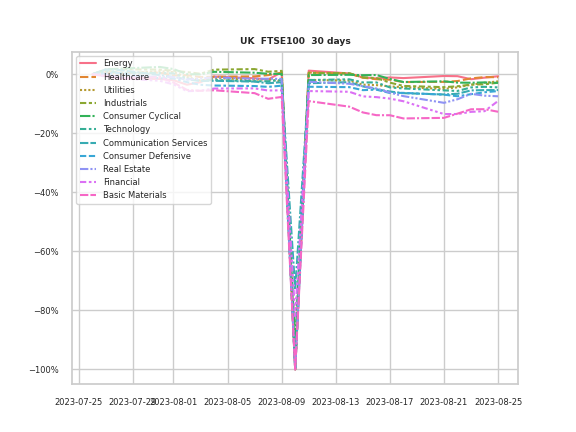 UK FTSE100 30 days
Energy
Healthcare
Utilities
Industrials
Consumer Cyclical
Technology
Communication Services
Consumer Defensive
Real Estate
Financial
Basic Materials
0%
−20%
−40%
−60%
−80%
−100%
2023-07-25 2023-07-29 2023-08-01 2023-08-05 2023-08-09 2023-08-13 2023-08-17 2023-08-21 2023-08-25